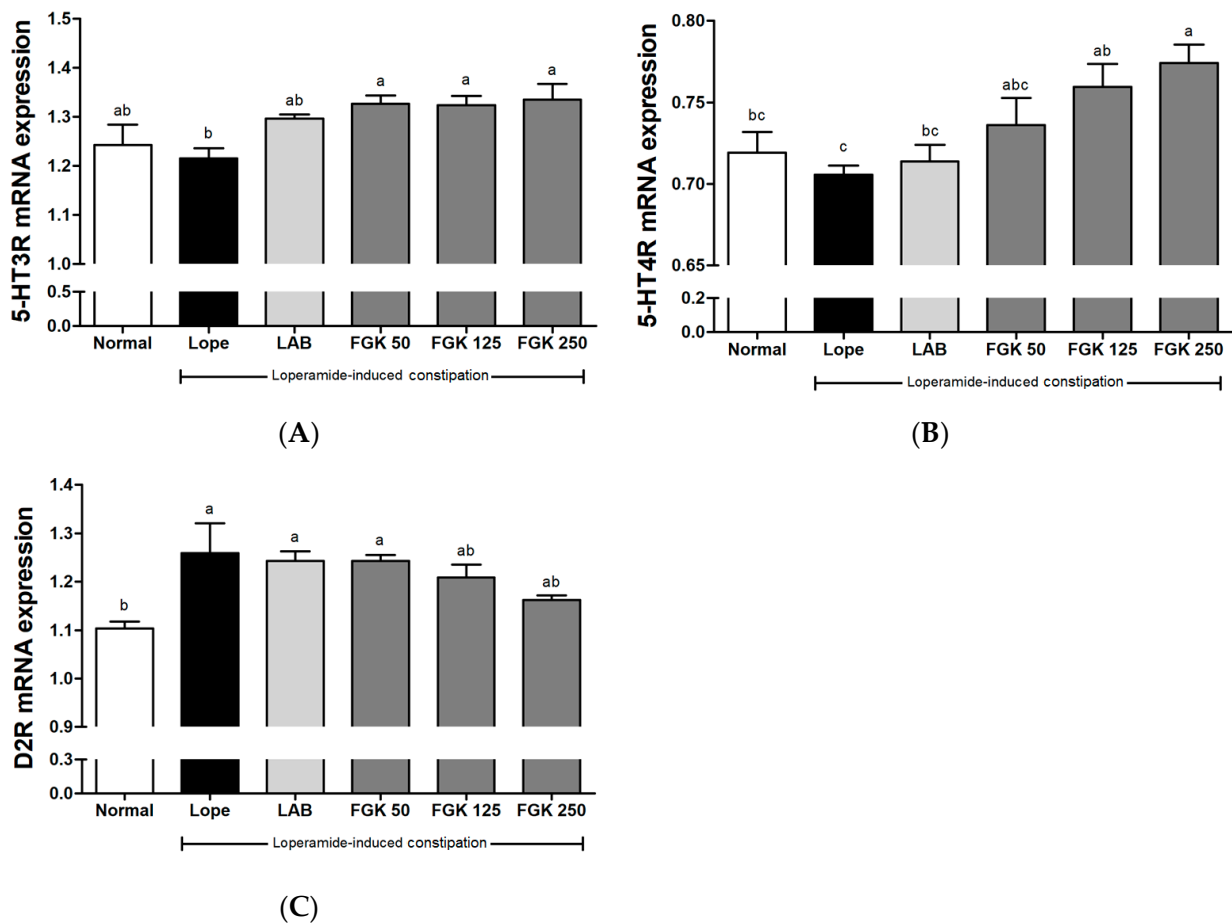 5-HT3R mRNA expression
1.5
1.4
1.3
1.2
1.1
1.0
0.5
0.0
ab
b
ab
a
a
a
Normal Lope LAB FGK 50 FGK 125 FGK 250
Loperamide-induced constipation
(A)
5-HT4R mRNA expression
0.80
0.75
0.70
0.65
0.2
0.0
bc
c
bc
abc
ab
a
Normal Lope LAB FGK 50 FGK 125 FGK 250
Loperamide-induced constipation
(B)
D2R mRNA expression
1.4
1.3
1.2
1.1
1.0
0.9
0.3
0.0
b
a
a
a
ab
ab
Normal Lope LAB FGK 50 FGK 125 FGK 250
Loperamide-induced constipation
(C)